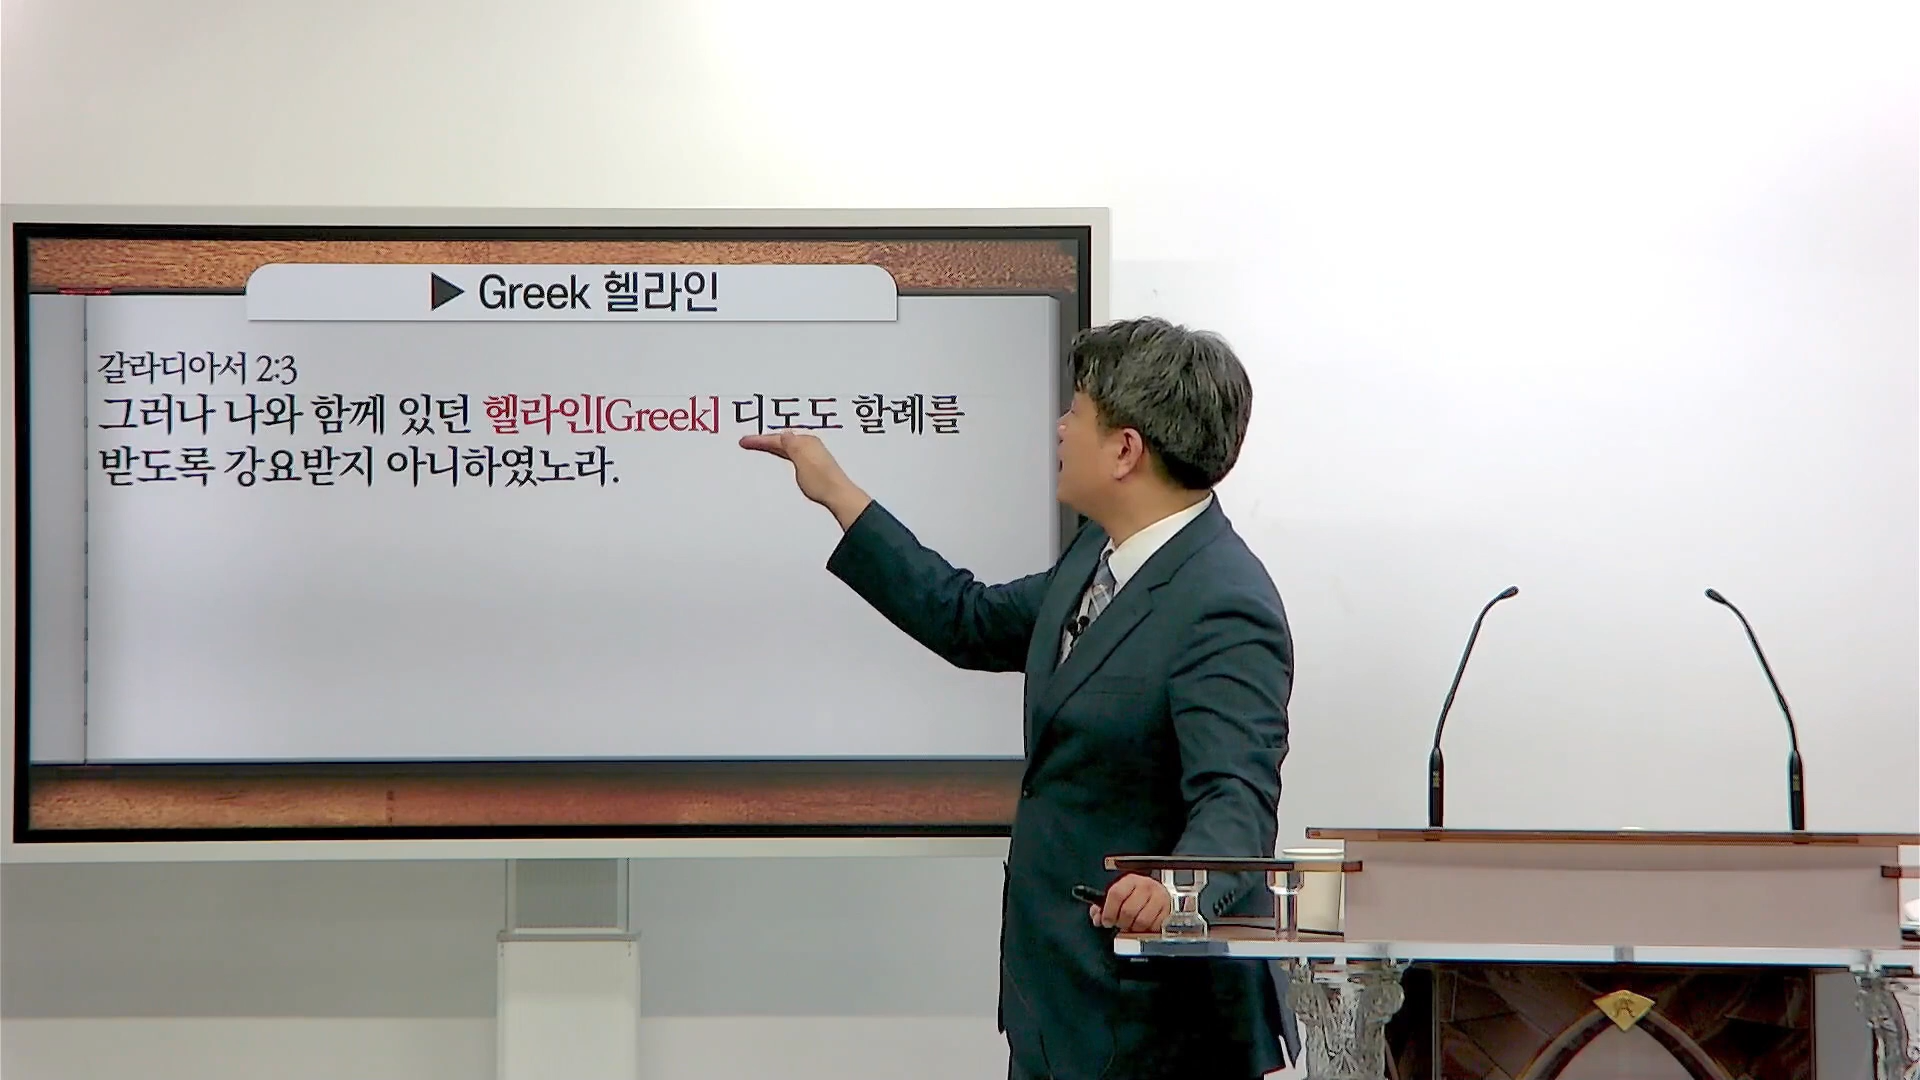 ▶ Greek 헬라인
갈라디아서 2:3
그러나 나와 함께 있던 헬라인[Greek] 디도도 할례를
받도록 강요받지 아니하였노라.